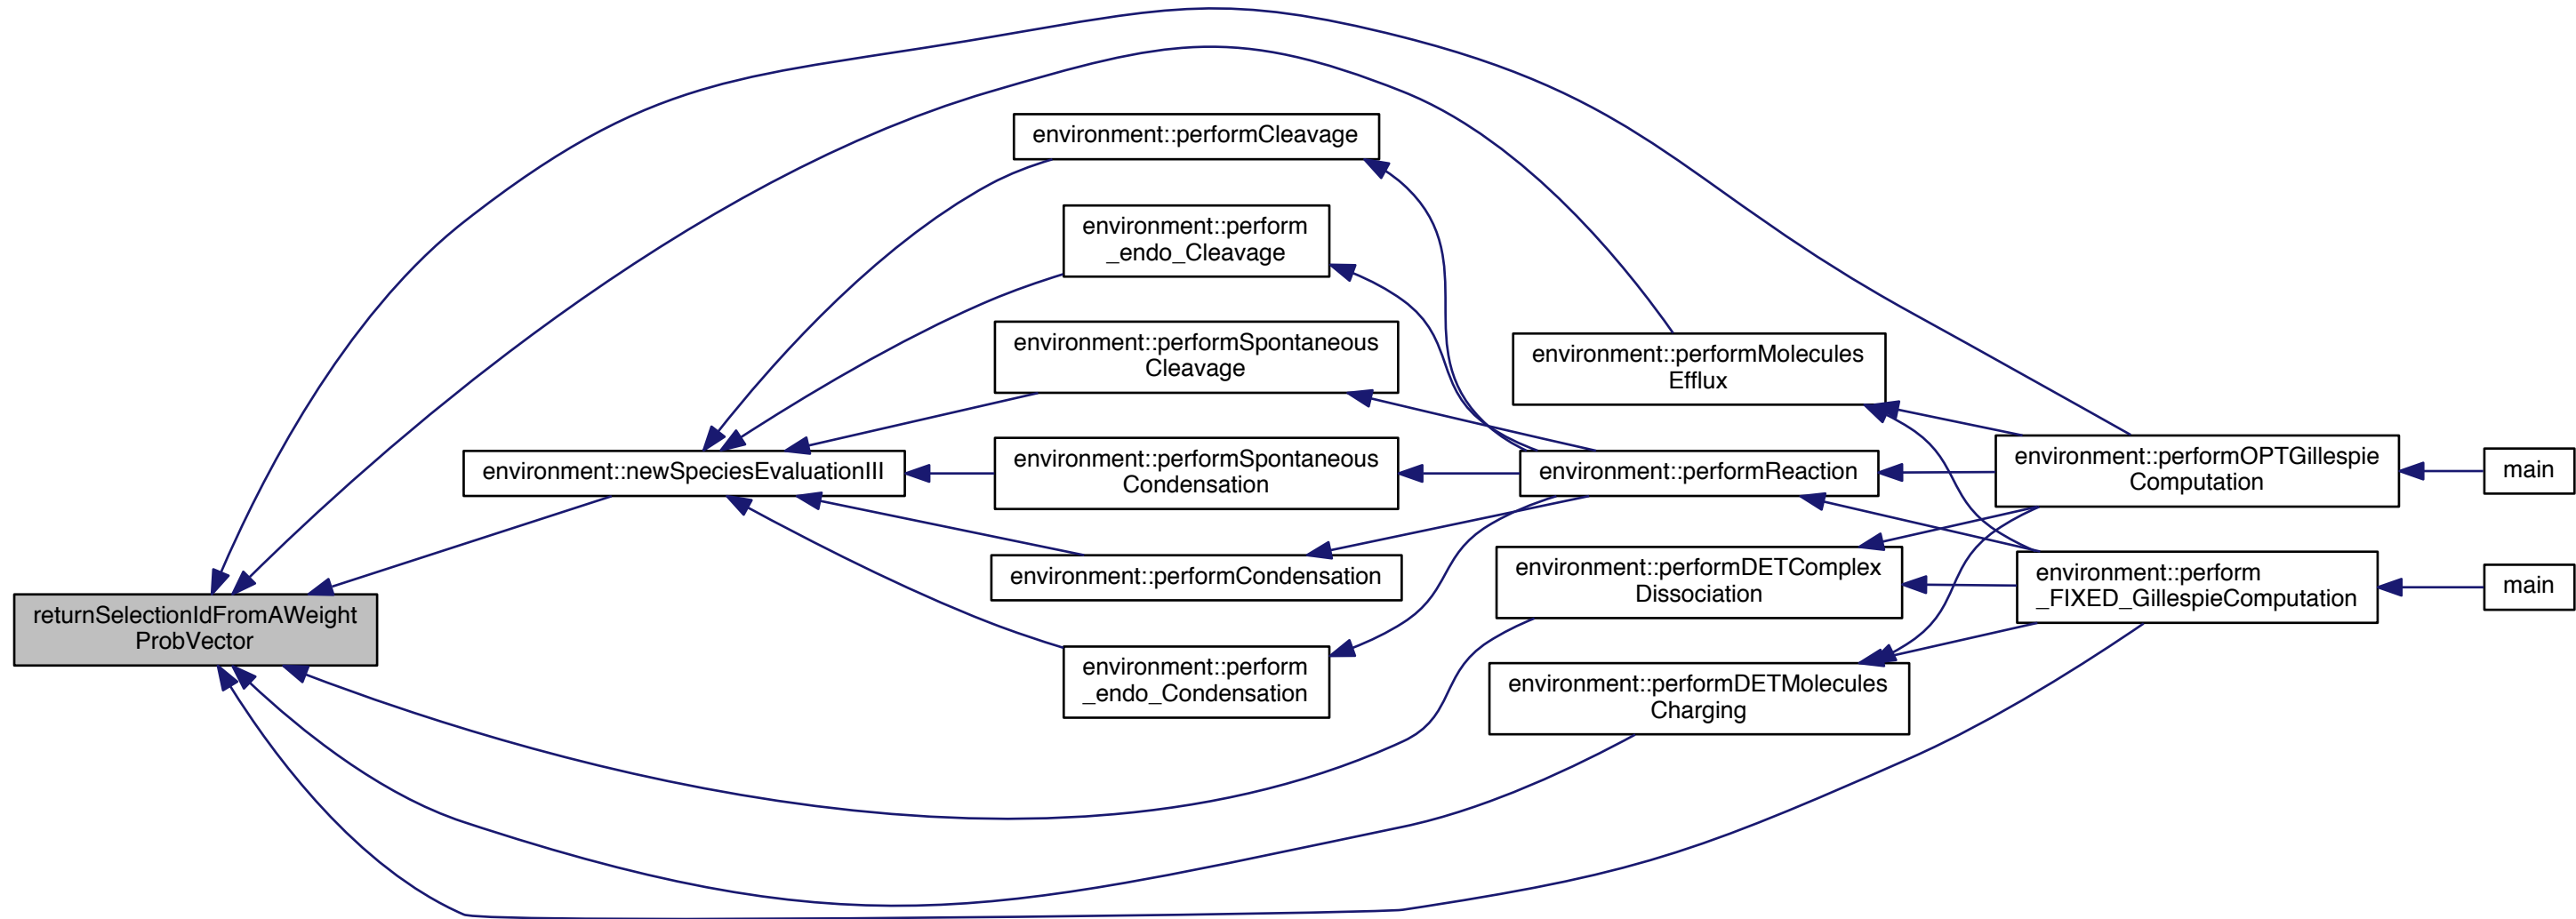 environment::performCleavage
environment::perform
_endo_Cleavage
environment::performSpontaneous
Cleavage
environment::performMolecules
Efflux
environment::newSpeciesEvaluationIII
environment::performSpontaneous
Condensation
environment::performReaction
environment::performOPTGillespie
Computation
main
environment::performCondensation
environment::performDETComplex
Dissociation
environment::perform
_FIXED_GillespieComputation
main
returnSelectionIdFromAWeight
ProbVector
environment::perform
_endo_Condensation
environment::performDETMolecules
Charging